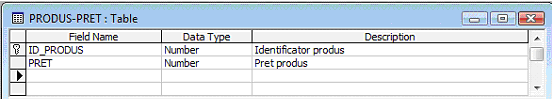 PRODUS-PRET : Table
Field Name Data Type Description
ID_PRODUS Number Identificator produs
PRET Number Pret produs